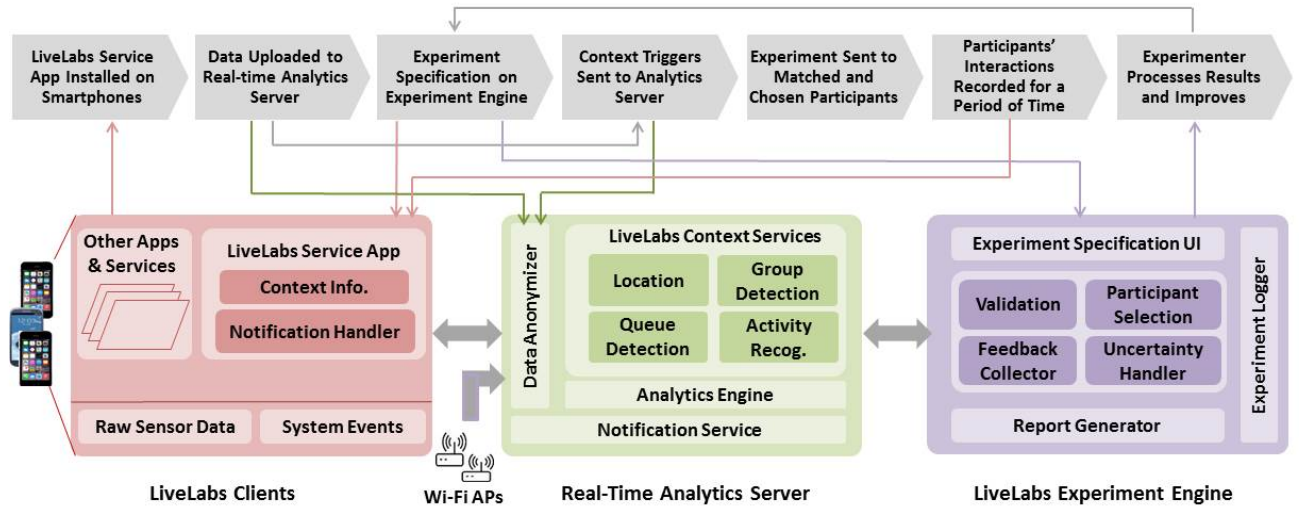 LiveLabs Service
App Installed on
Smartphones
Data Uploaded to
Real-time Analytics
Server
Experiment
Specification on
Experiment Engine
Context Triggers
Sent to Analytics
Server
Experiment Sent to
Matched and
Chosen Participants
Participants'
Interactions
Recorded for a
Period of Time
Experimenter
Processes Results
and Improves
Other Apps
& Services
LiveLabs Service App
Context Info.
Notification Handler
Raw Sensor Data
System Events
LiveLabs Clients
Wi-Fi APs
Data Anonymizer
LiveLabs Context Services
Location
Group
Detection
Queue
Detection
Activity
Recog.
Analytics Engine
Notification Service
Real-Time Analytics Server
Experiment Specification UI
Validation
Participant
Selection
Feedback
Collector
Uncertainty
Handler
Report Generator
Experiment Logger
LiveLabs Experiment Engine